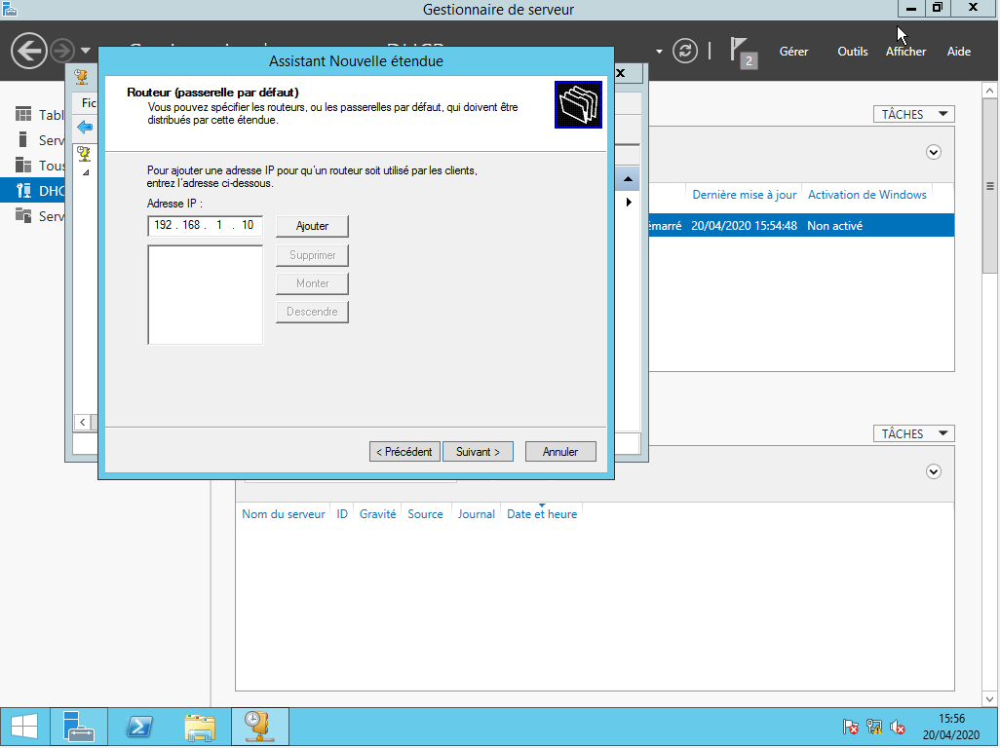 Gestionnaire de serveur
Gérer
Outils
Afficher
Aide
2
Assistant Nouvelle étendue
Routeur (passerelle par défaut)
Vous pouvez spécifier les routeurs, ou les passerelles par défaut, qui doivent être
distribués par cette étendue.
Pour ajouter une adresse IP pour qu'un routeur soit utilisé par les clients,
entrez l'adresse ci-dessous.
Adresse IP :
192 . 168 . 1 . 10
Ajouter
Supprimer
Monter
Descendre
< Précédent
Suivant >
Annuler
Fic
Tabl
Serv
Tous
DHC
Serv
TÂCHES
Dernière mise à jour
Activation de Windows
émarré
20/04/2020 15:54:48
Non activé
TÂCHES
Nom du serveur
ID
Gravité
Source
Journal
Date et heure
15:56
20/04/2020